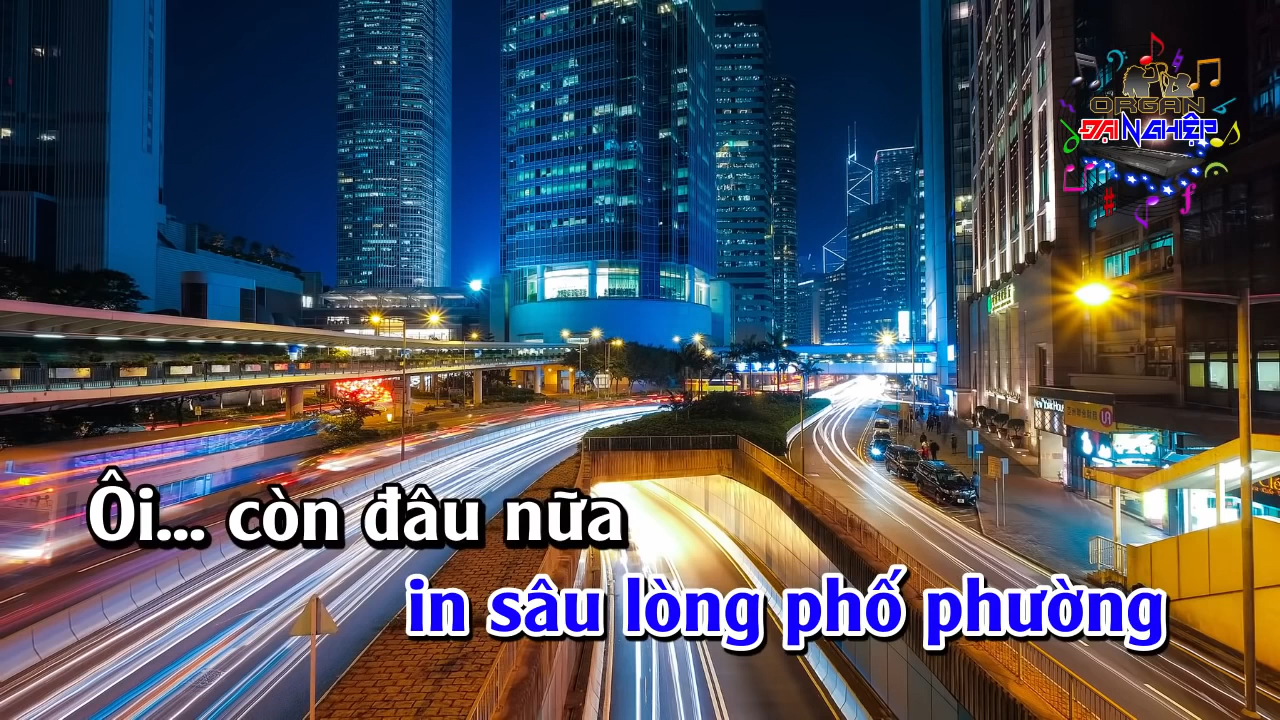 ORGAN
ĐẠI NGHIỆP
Ôi... còn đâu nữa
in sâu lòng phố phường